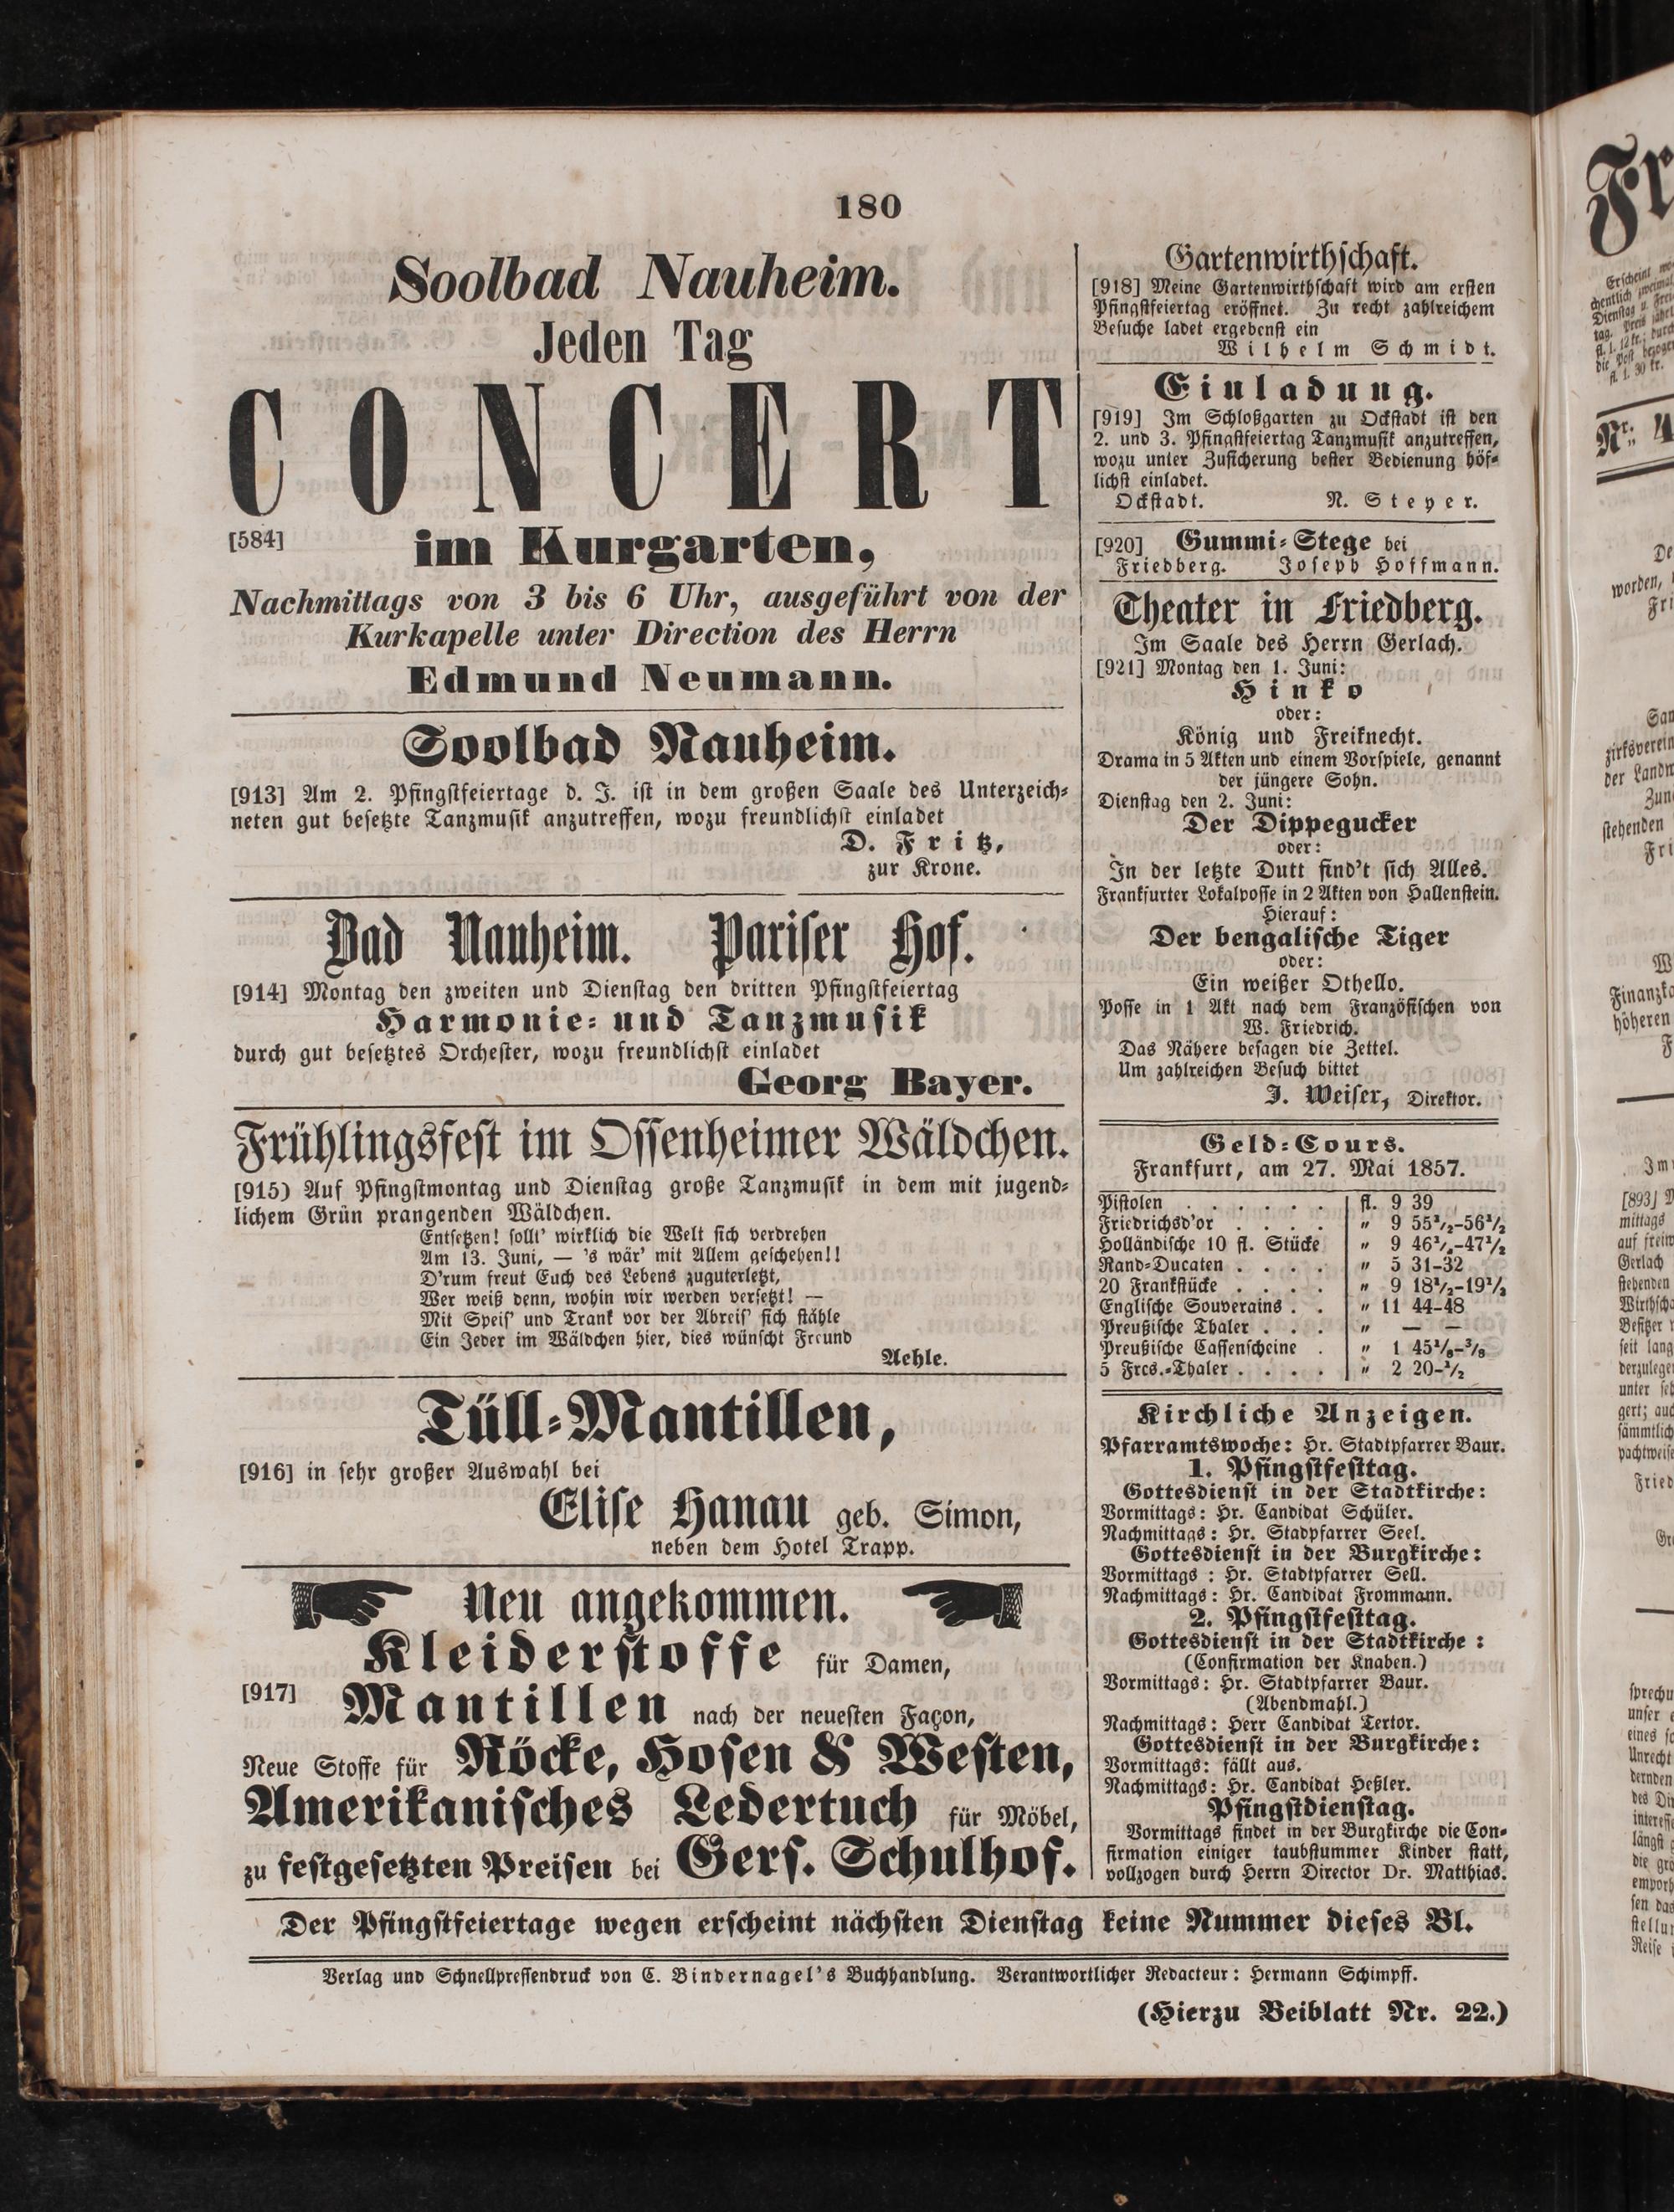 180
Soolbad Nauheim.
Jeden Tag
CONCERT
[584] im Kurgarten,
Nachmittags von 3 bis 6 Uhr, ausgeführt von der
Kurkapelle unter Direction des Herrn
Edmund Neumann.
Soolbad Nauheim.
[913] Am 2. Pfingstfeiertage d. J. ist in dem großen Saale des Unterzeich-
neten gut besetzte Tanzmusik anzutreffen, wozu freundlichst einladet
D. Fritz,
zur Krone.
Bad Nauheim. Pariser Hof.
[914] Montag den zweiten und Dienstag den dritten Pfingstfeiertag
Harmonie- und Tanzmusik
durch gut besetztes Orchester, wozu freundlichst einladet
Georg Bayer.
Frühlingsfest im Ossenheimer Wäldchen.
[915) Auf Pfingstmontag und Dienstag große Tanzmusik in dem mit jugend-
lichem Grün prangenden Wäldchen.
Entsetzen! sollt' wirklich die Welt sich verdrehen
Am 13. Juni, — 's wär' mit Allem geschehen!!
D'rum freut Euch des Lebens zuguterletzt,
Wer weiß denn, wohin wir werden versetzt! —
Mit Speis' und Trank vor der Abreis' sich stähle
Ein Jeder im Wäldchen hier, dies wünscht Freund
Aehle.
Tüll-Mantillen,
[916] in sehr großer Auswahl bei
Elise Hanau geb. Simon,
neben dem Hotel Trapp.
Neu angekommen.
Kleiderstoffe für Damen,
[917] Mantillen nach der neuesten Façon,
Neue Stoffe für Röcke, Hosen & Westen,
Amerikanisches Ledertuch für Möbel,
zu festgesetzten Preisen bei Gers. Schulhof.
Gartenwirthschaft.
[918] Meine Gartenwirthschaft wird am ersten
Pfingstfeiertag eröffnet. Zu recht zahlreichem
Besuche ladet ergebenst ein
Wilhelm Schmidt.
Einladung.
[919] Im Schloßgarten zu Ockstadt ist den
2. und 3. Pfingstfeiertag Tanzmusik anzutreffen,
wozu unter Zusicherung bester Bedienung höf-
lichst einladet.
Ockstadt. N. Steyer.
[920] Gummi-Stege bei
Friedberg. Joseph Hoffmann.
Theater in Friedberg.
Im Saale des Herrn Gerlach.
[921] Montag den 1. Juni:
Hinko
oder:
König und Freiknecht.
Drama in 5 Akten und einem Vorspiele, genannt
der jüngere Sohn.
Dienstag den 2. Juni:
Der Dippegucker
oder:
In der letzte Dutt find't sich Alles.
Frankfurter Lokalposse in 2 Akten von Hallenstein.
Hierauf:
Der bengalische Tiger
oder:
Ein weißer Othello.
Posse in 1 Akt nach dem Französischen von
W. Friedrich.
Das Nähere besagen die Zettel.
Um zahlreichen Besuch bittet
J. Weiser, Direktor.
Geld-Cours.
Frankfurt, am 27. Mai 1857.
Pistolen . . . . . . fl. 9 39
Friedrichsd'or . . . . " 9 55½-56½
Holländische 10 fl. Stücke " 9 46½-47½
Rand-Ducaten . . . . " 5 31-32
20 Frankstücke . . . . " 9 18½-19½
Englische Souverains . . " 11 44-48
Preußische Thaler . . . " — —
Preußische Cassenscheine . " 1 45⅛-⅜
5 Frcs.-Thaler . . . . " 2 20-½
Kirchliche Anzeigen.
Pfarramtswoche: Hr. Stadtpfarrer Baur.
1. Pfingstfesttag.
Gottesdienst in der Stadtkirche:
Vormittags: Hr. Candidat Schüler.
Nachmittags: Hr. Stadpfarrer Seel.
Gottesdienst in der Burgkirche:
Vormittags : Hr. Stadtpfarrer Sell.
Nachmittags: Hr. Candidat Frommann.
2. Pfingstfesttag.
Gottesdienst in der Stadtkirche :
(Confirmation der Knaben.)
Vormittags: Hr. Stadtpfarrer Baur.
(Abendmahl.)
Nachmittags: Herr Candidat Tertor.
Gottesdienst in der Burgkirche:
Vormittags: fällt aus.
Nachmittags: Hr. Candidat Heßler.
Pfingstdienstag.
Vormittags findet in der Burgkirche die Con-
firmation einiger taubstummer Kinder statt,
vollzogen durch Herrn Director Dr. Matthias.
Der Pfingstfeiertage wegen erscheint nächsten Dienstag keine Nummer dieses Bl.
Verlag und Schnellpressendruck von C. Bindernagel's Buchhandlung. Verantwortlicher Redacteur: Hermann Schimpff.
(Hierzu Beiblatt Nr. 22.)